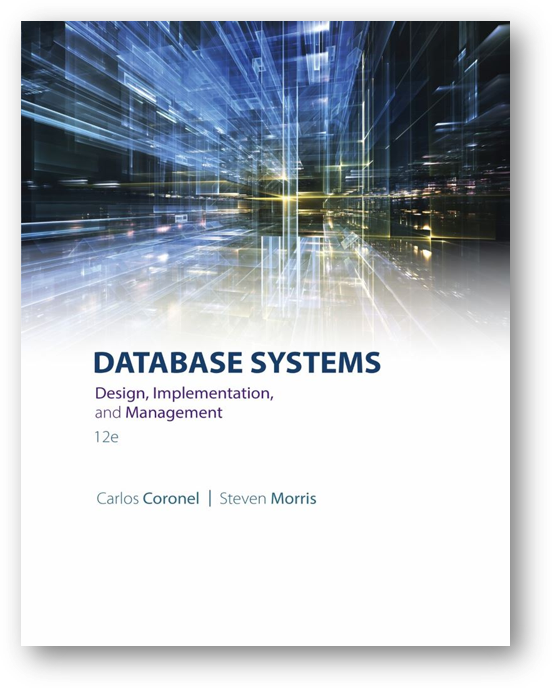 DATABASE SYSTEMS
Design, Implementation,
and Management
12e
Carlos Coronel | Steven Morris